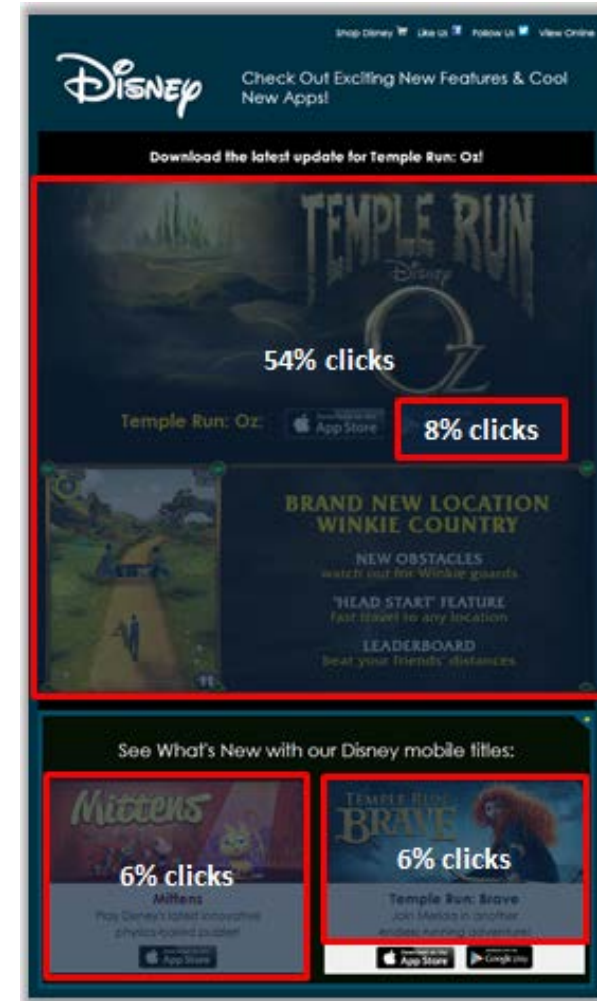 Shop Disney Like Us Follow Us View Online
Disney
Check Out Exciting New Features & Cool
New Apps!
Download the latest update for Temple Run: Oz!
TEMPLE RUN
Disney
OZ
54% clicks
Temple Run: Oz:
App Store
8% clicks
BRAND NEW LOCATION
WINKIE COUNTRY
NEW OBSTACLES
watch out for Winkie guards
"HEAD START" FEATURE
fast travel to any location
LEADERBOARD
beat your friends' distances
See What's New with our Disney mobile titles:
Mittens
6% clicks
Mittens
Play Disney's latest innovative
physics-based puzzler!
App Store
TEMPLE RUN:
BRAVE
6% clicks
Temple Run: Brave
Join Merida in another
endless running adventure!
App Store
Google play